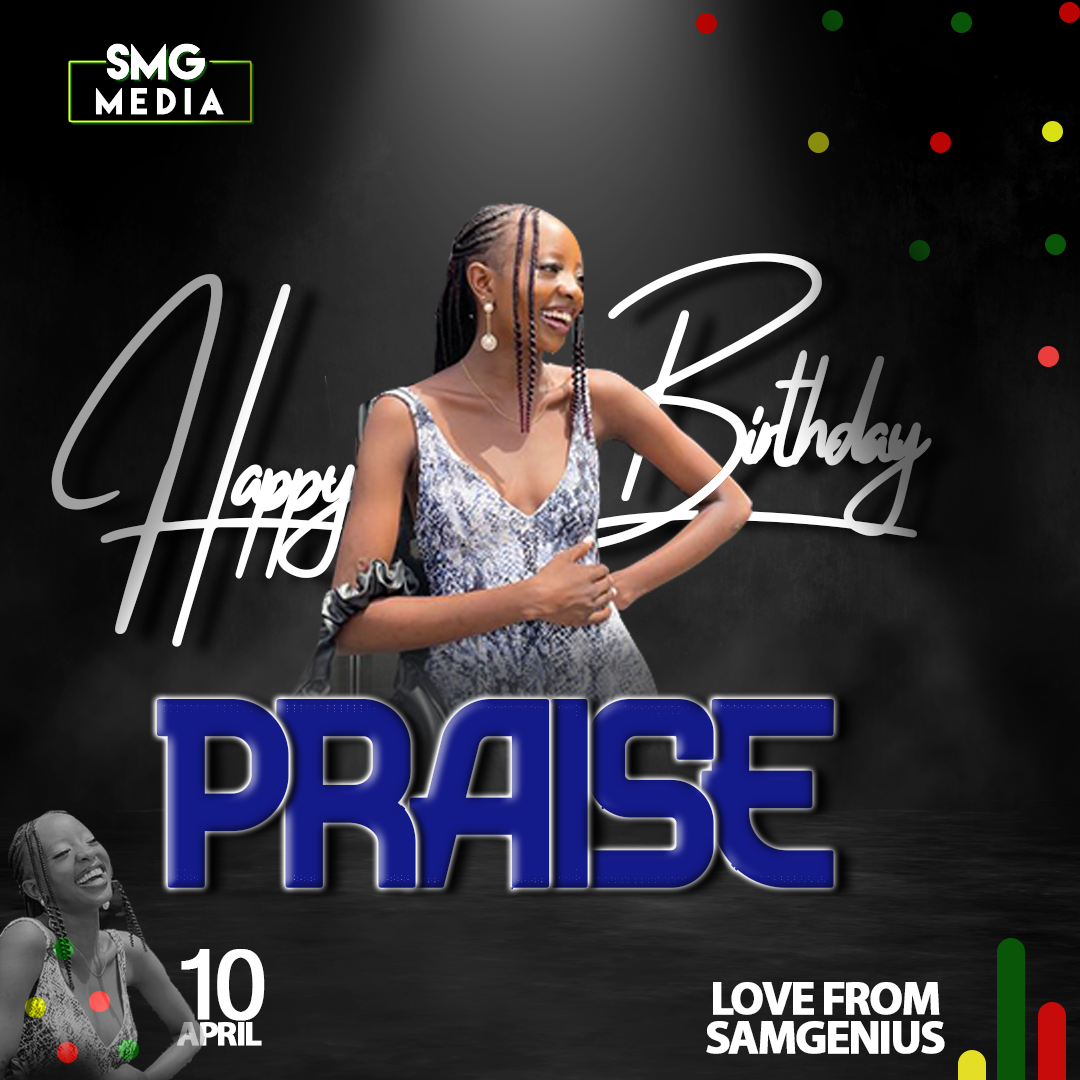 SMG
MEDIA
Happy Birthday
PRAISE
10
APRIL
LOVE FROM
SAMGENIUS